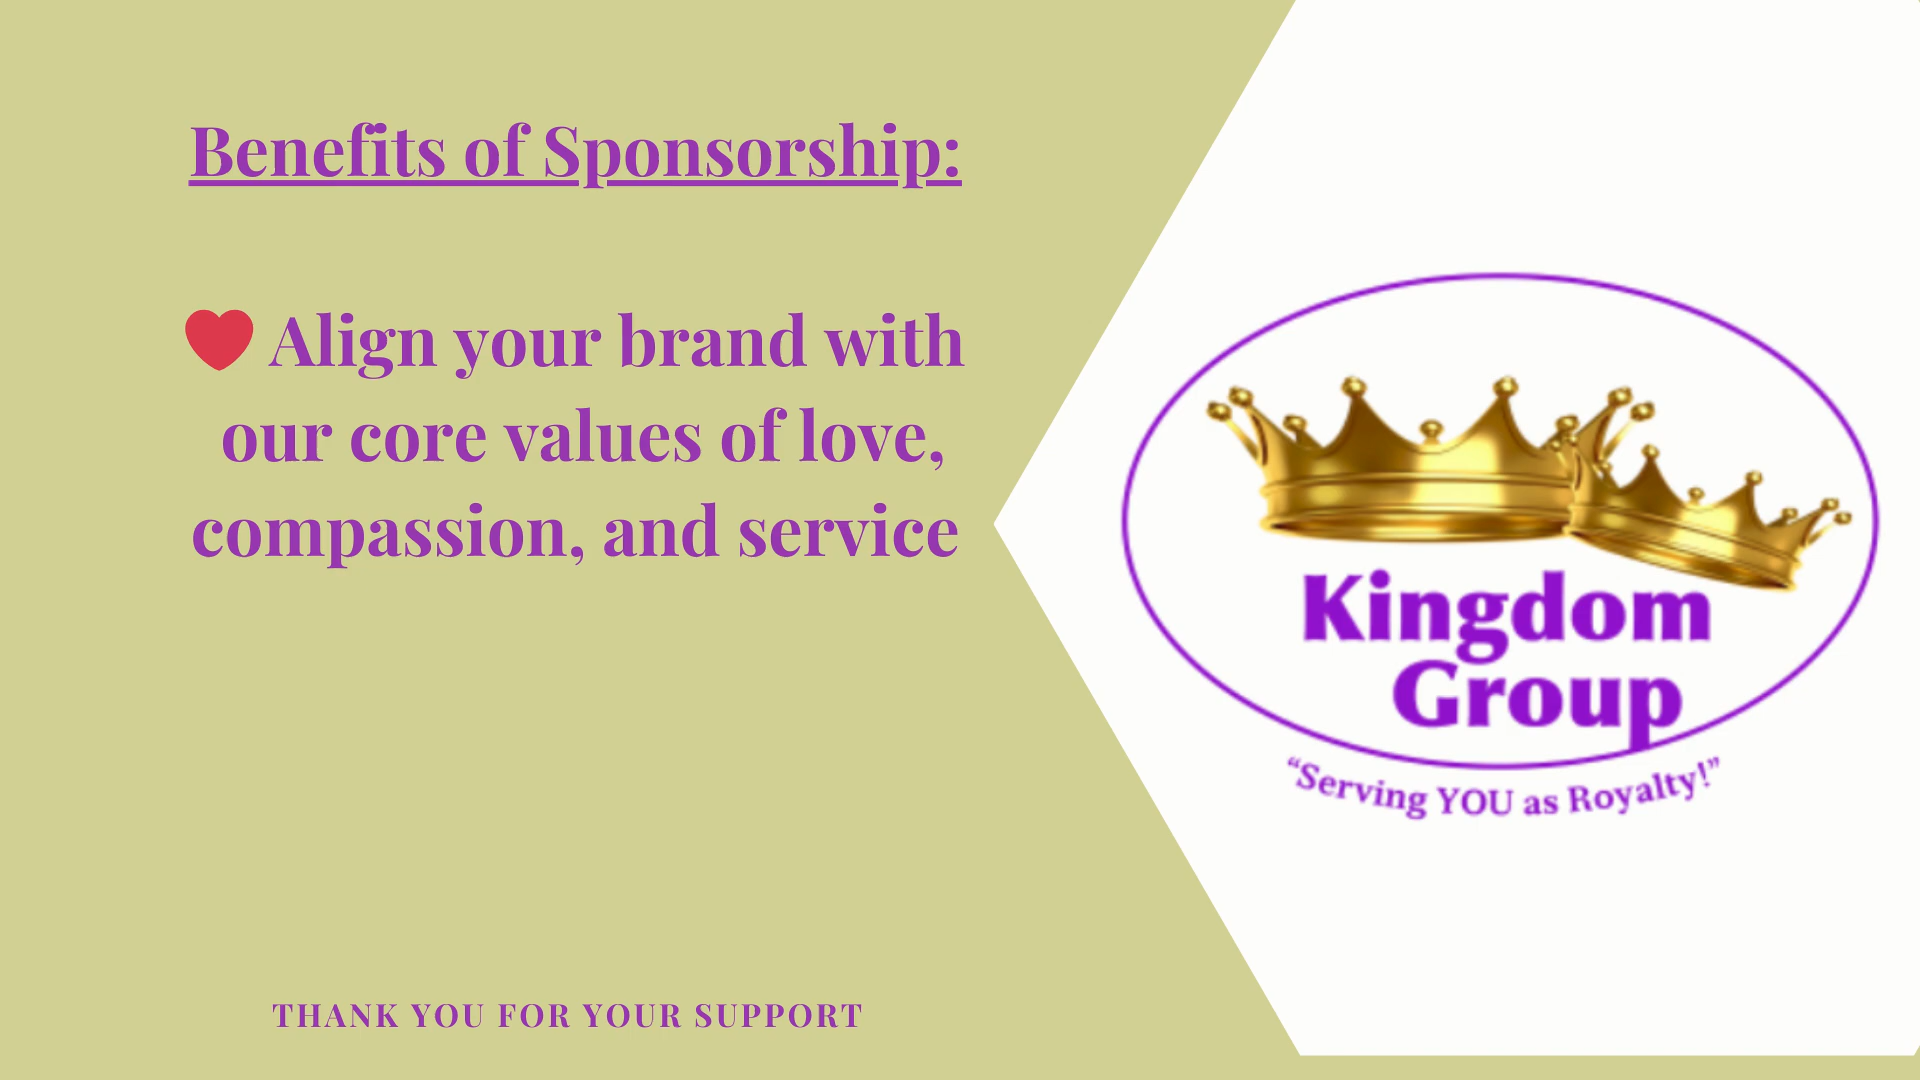 Benefits of Sponsorship:
❤️ Align your brand with
our core values of love,
compassion, and service
THANK YOU FOR YOUR SUPPORT
Kingdom
Group
“Serving YOU as Royalty!”